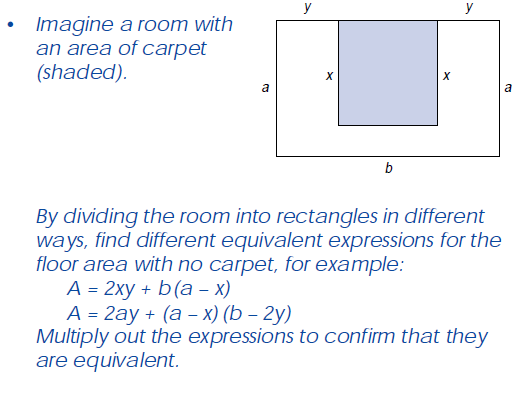 • Imagine a room with
an area of carpet
(shaded).
y y
x x
a a
b
By dividing the room into rectangles in different
ways, find different equivalent expressions for the
floor area with no carpet, for example:
A = 2xy + b(a – x)
A = 2ay + (a – x) (b – 2y)
Multiply out the expressions to confirm that they
are equivalent.